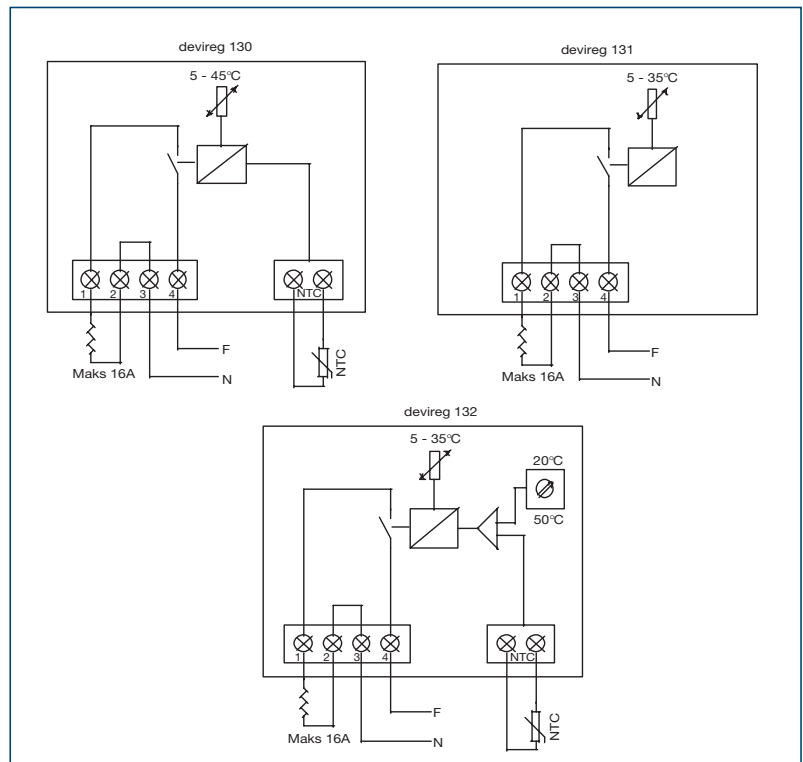 devireg 130
5 - 45°C
1 2 3 4
NTC
F
N
NTC
Maks 16A
devireg 131
5 - 35°C
1 2 3 4
F
N
Maks 16A
devireg 132
5 - 35°C
20°C
50°C
1 2 3 4
NTC
F
N
NTC
Maks 16A